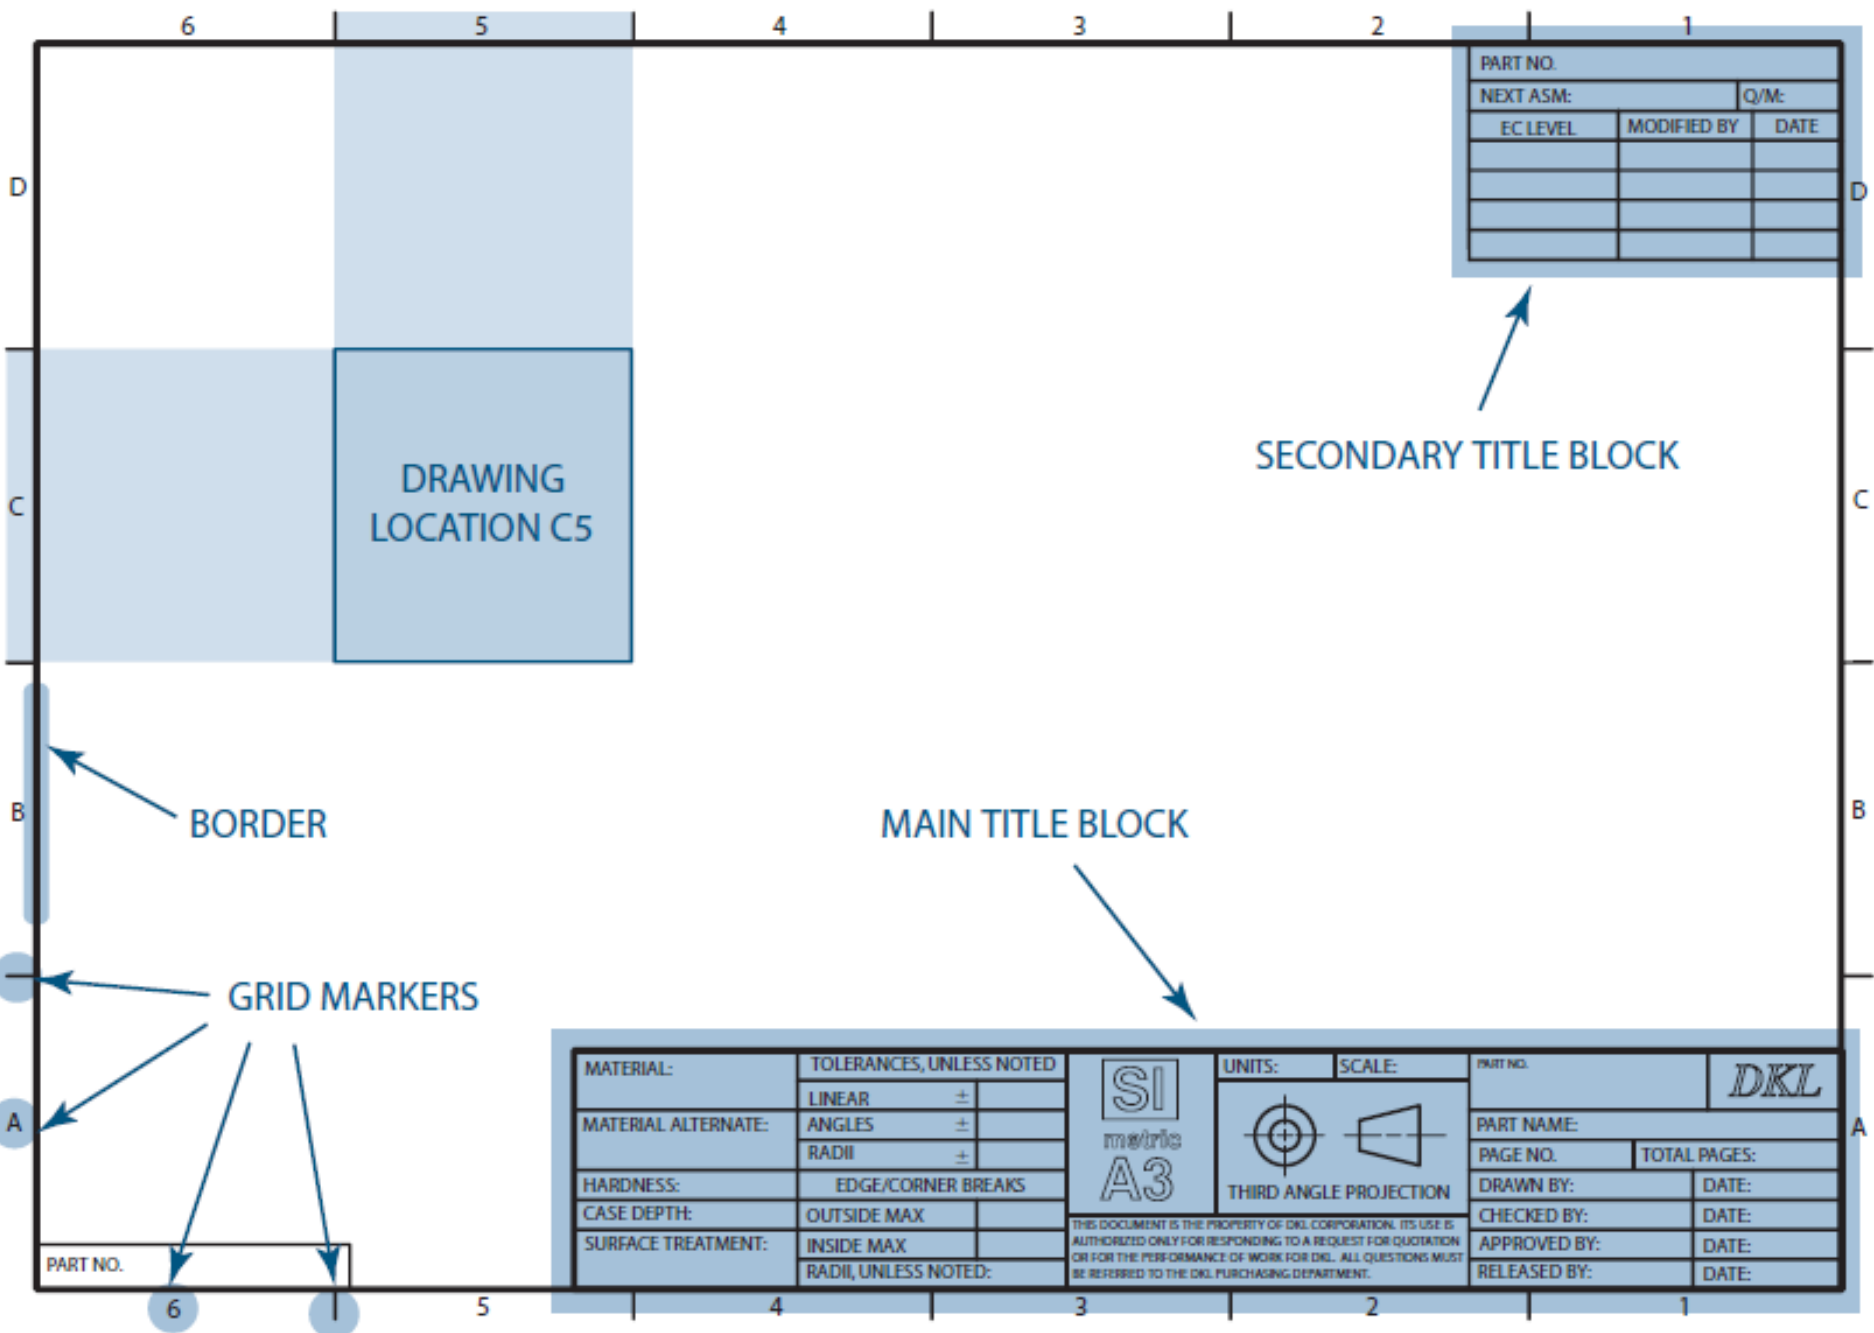 6 5 4 3 2 1
PART NO.
NEXT ASM: Q/M:
EC LEVEL MODIFIED BY DATE
D D
SECONDARY TITLE BLOCK
DRAWING
LOCATION C5
C C
BORDER
MAIN TITLE BLOCK
B B
GRID MARKERS
A A
PART NO.
MATERIAL:
MATERIAL ALTERNATE:
HARDNESS:
CASE DEPTH:
SURFACE TREATMENT:
TOLERANCES, UNLESS NOTED
LINEAR ±
ANGLES ±
RADII ±
EDGE/CORNER BREAKS
OUTSIDE MAX
INSIDE MAX
RADII, UNLESS NOTED:
SI
metric
A3
UNITS: SCALE:
THIRD ANGLE PROJECTION
THIS DOCUMENT IS THE PROPERTY OF DKL CORPORATION. ITS USE IS
AUTHORIZED ONLY FOR RESPONDING TO A REQUEST FOR QUOTATION
OR FOR THE PERFORMANCE OF WORK FOR DKL. ALL QUESTIONS MUST
BE REFERRED TO THE DKL PURCHASING DEPARTMENT.
PART NO. DKL
PART NAME:
PAGE NO. TOTAL PAGES:
DRAWN BY: DATE:
CHECKED BY: DATE:
APPROVED BY: DATE:
RELEASED BY: DATE:
6 5 4 3 2 1